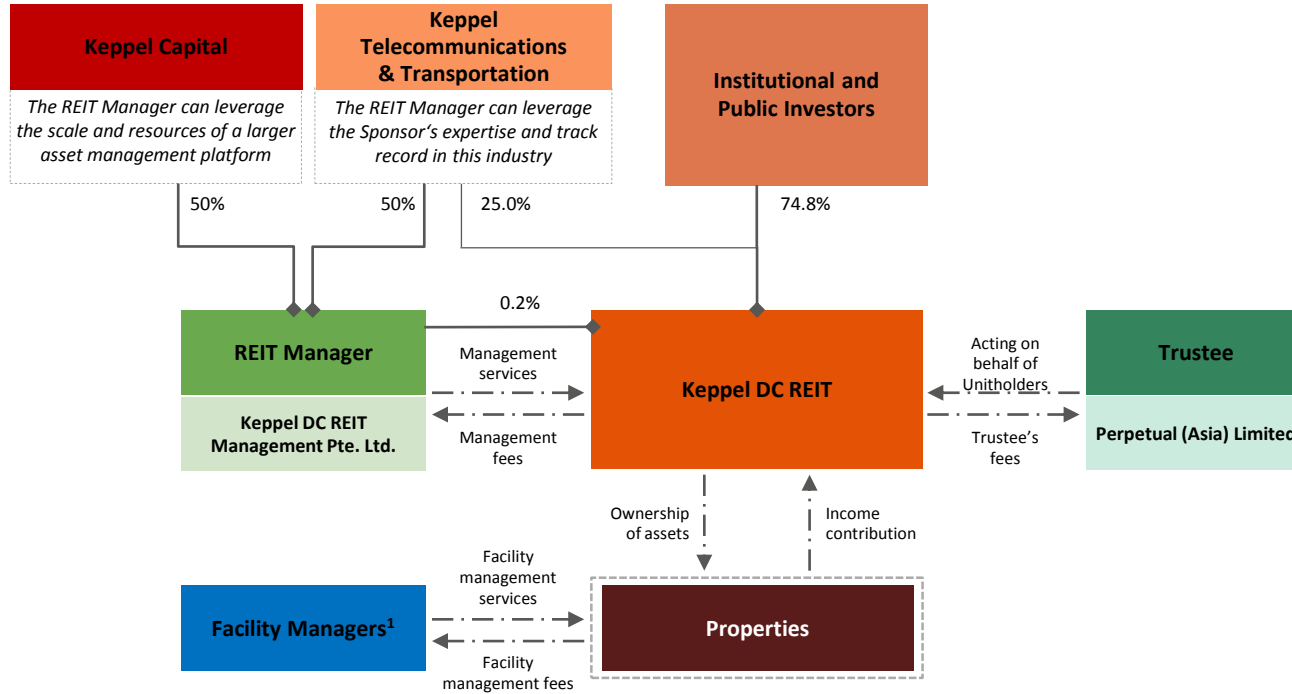 Keppel Capital
The REIT Manager can leverage
the scale and resources of a larger
asset management platform
Keppel
Telecommunications
& Transportation
The REIT Manager can leverage
the Sponsor‘s expertise and track
record in this industry
Institutional and
Public Investors
50%
50%
25.0%
74.8%
0.2%
REIT Manager
Keppel DC REIT
Management Pte. Ltd.
Management
services
Management
fees
Keppel DC REIT
Acting on
behalf of
Unitholders
Trustee's
fees
Trustee
Perpetual (Asia) Limited
Ownership
of assets
Income
contribution
Facility Managers¹
Facility
management
services
Facility
management fees
Properties